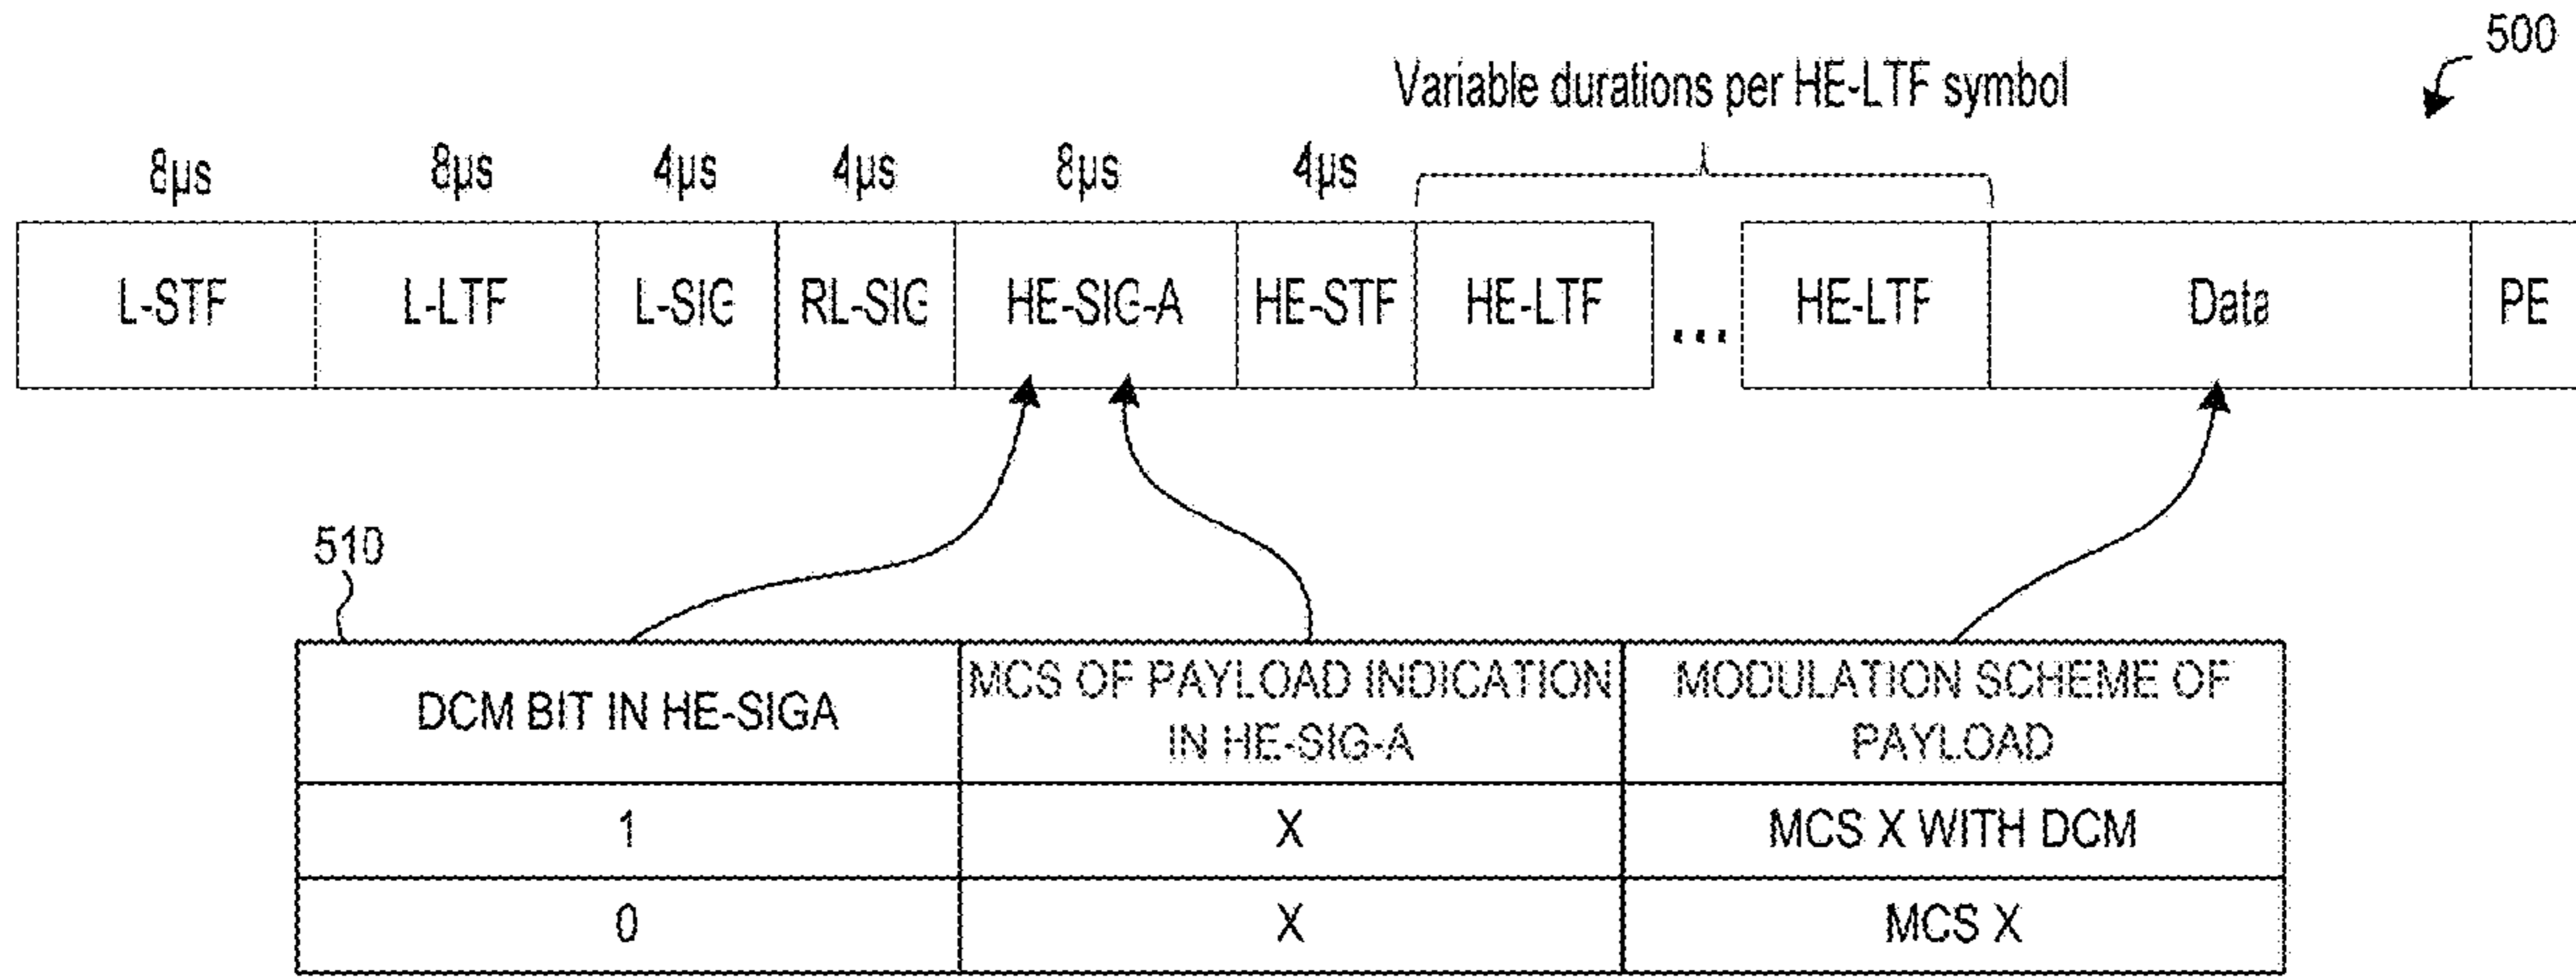 500
Variable durations per HE-LTF symbol
8µs 8µs 4µs 4µs 8µs 4µs
L-STF L-LTF L-SIG RL-SIG HE-SIG-A HE-STF HE-LTF ... HE-LTF Data PE
510
DCM BIT IN HE-SIGA
MCS OF PAYLOAD INDICATION
IN HE-SIG-A
MODULATION SCHEME OF
PAYLOAD
1 X MCS X WITH DCM
0 X MCS X